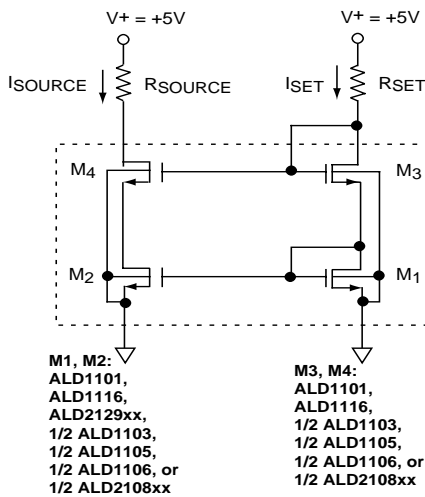 V+ = +5V
V+ = +5V
ISOURCE
RSOURCE
ISET
RSET
M4
M3
M2
M1
M1, M2:
ALD1101,
ALD1116,
ALD2129xx,
1/2 ALD1103,
1/2 ALD1105,
1/2 ALD1106, or
1/2 ALD2108xx
M3, M4:
ALD1101,
ALD1116,
1/2 ALD1103,
1/2 ALD1105,
1/2 ALD1106, or
1/2 ALD2108xx